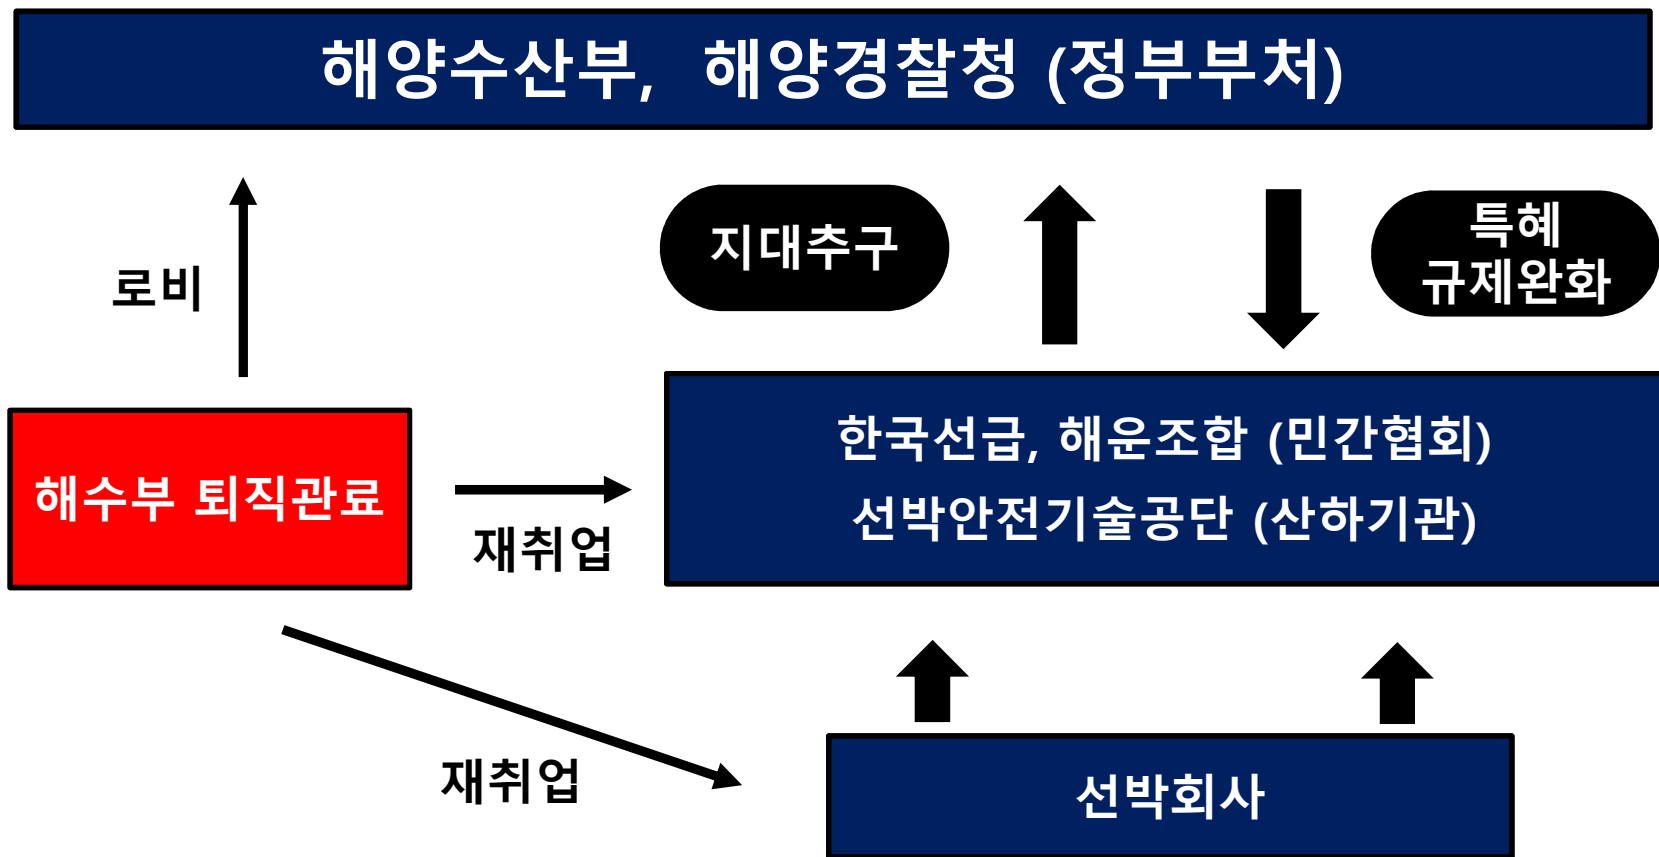 해양수산부, 해양경찰청 (정부부처)
지대추구
특혜
규제완화
로비
한국선급, 해운조합 (민간협회)
선박안전기술공단 (산하기관)
해수부 퇴직관료
재취업
재취업
선박회사